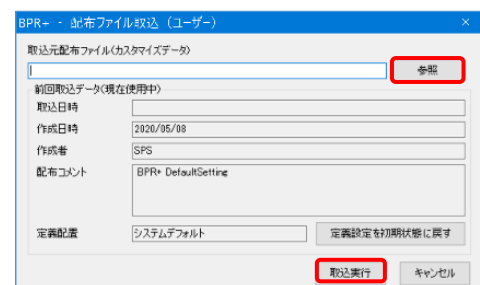 BPR+ - 配布ファイル取込（ユーザー） ×
取込元配布ファイル(カスタマイズデータ)
参照
前回取込データ(現在使用中)
取込日時
作成日時 2020/05/08
作成者 SPS
配布コメント BPR+ DefaultSetting
定義配置 システムデフォルト 定義設定を初期状態に戻す
取込実行 キャンセル